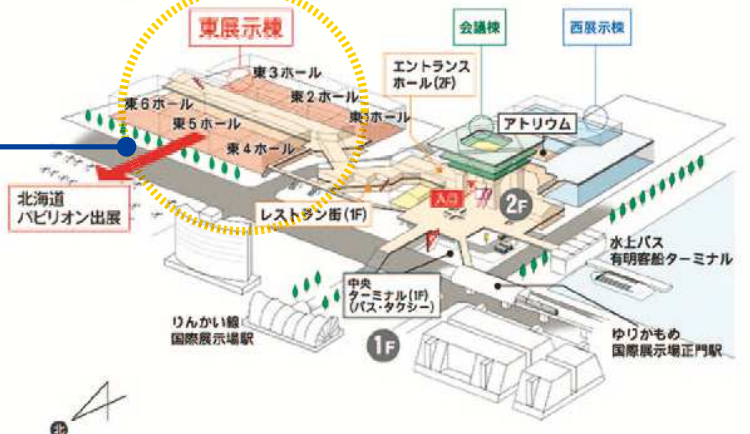 東展示棟
会議棟
西展示棟
東3ホール
エントランス
ホール(2F)
東6ホール
東2ホール
東5ホール
東1ホール
アトリウム
東4ホール
北海道
パビリオン出展
レストラン街(1F)
入口
2F
水上バス
有明客船ターミナル
中央
ターミナル(1F)
(バス・タクシー)
りんかい線
国際展示場駅
1F
ゆりかもめ
国際展示場正門駅
北